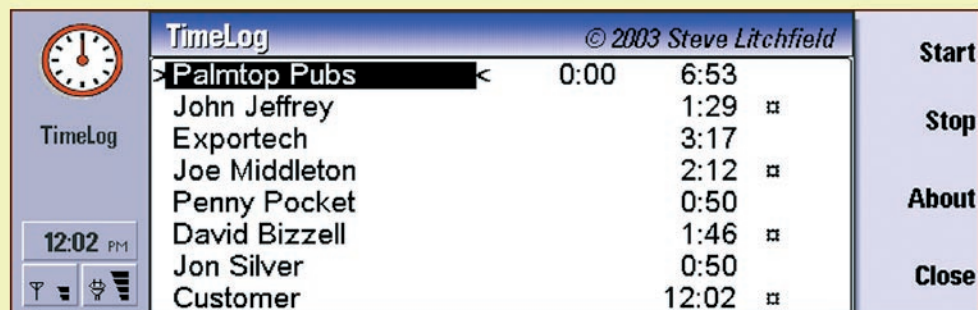 TimeLog © 2003 Steve Litchfield
>Palmtop Pubs< 0:00 6:53
John Jeffrey 1:29 ¤
Exportech 3:17
Joe Middleton 2:12 ¤
Penny Pocket 0:50
David Bizzell 1:46 ¤
Jon Silver 0:50
Customer 12:02 ¤
TimeLog
12:02 PM
Start
Stop
About
Close